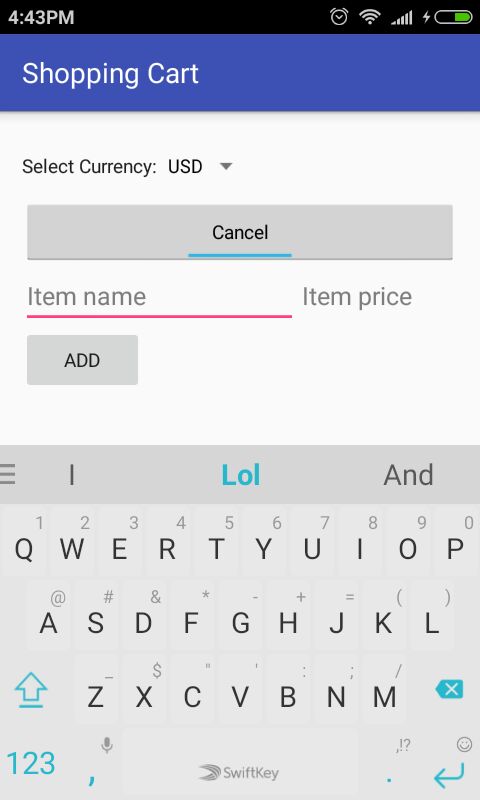 4:43PM
Shopping Cart
Select Currency: USD
Cancel
Item name Item price
ADD
I Lol And
1 2 3 4 5 6 7 8 9 0
Q W E R T Y U I O P
@ # & * - + = ( )
A S D F G H J K L
_ $ " ' : ; /
Z X C V B N M
,!?
123 , SwiftKey .